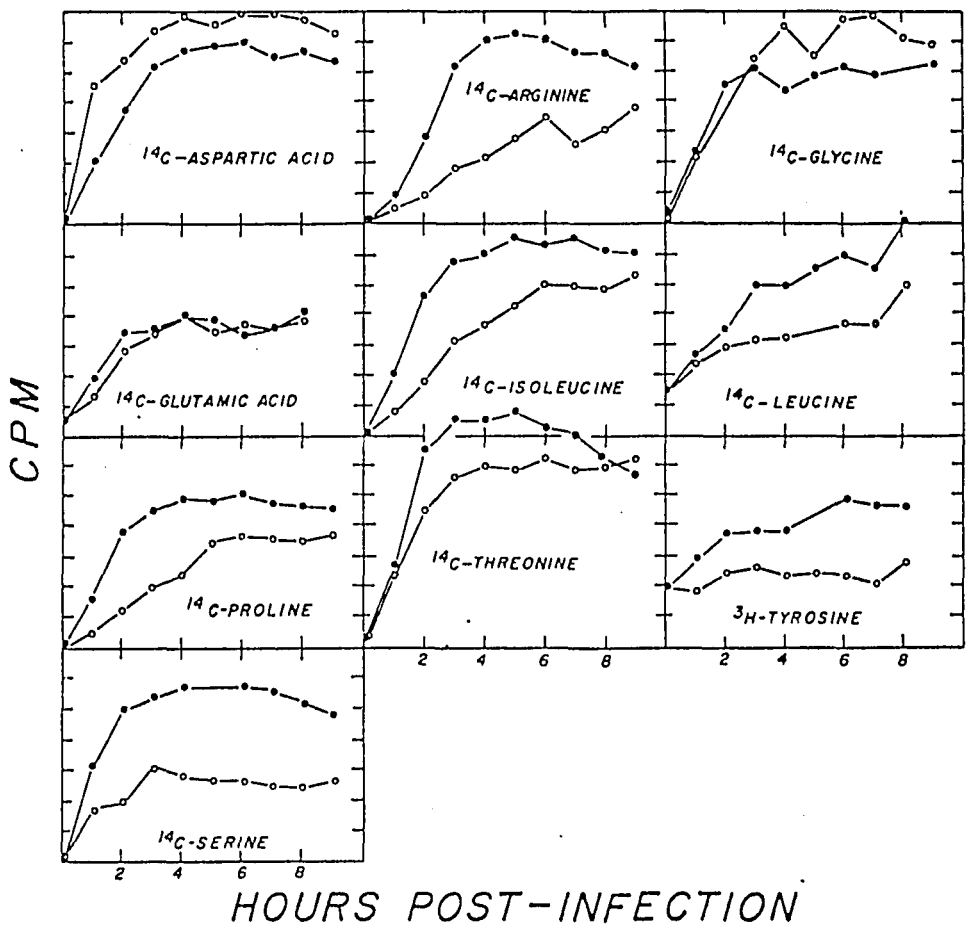 ¹⁴C-ASPARTIC ACID
¹⁴C-ARGININE
¹⁴C-GLYCINE
¹⁴C-GLUTAMIC ACID
¹⁴C-ISOLEUCINE
¹⁴C-LEUCINE
CPM
¹⁴C-PROLINE
¹⁴C-THREONINE
³H-TYROSINE
2 4 6 8 2 4 6 8
¹⁴C-SERINE
2 4 6 8
HOURS POST-INFECTION